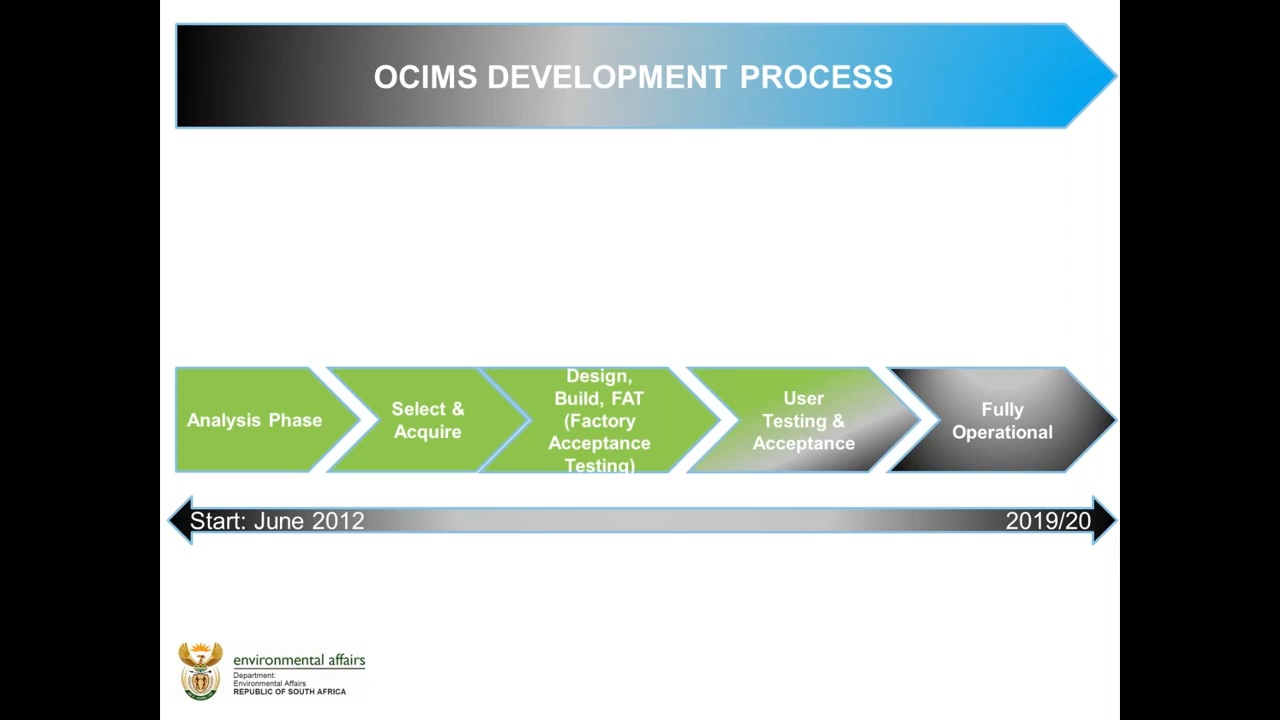 OCIMS DEVELOPMENT PROCESS
Analysis Phase
Select &
Acquire
Design,
Build, FAT
(Factory
Acceptance
Testing)
User
Testing &
Acceptance
Fully
Operational
Start: June 2012
2019/20
environmental affairs
Department:
Environmental Affairs
REPUBLIC OF SOUTH AFRICA